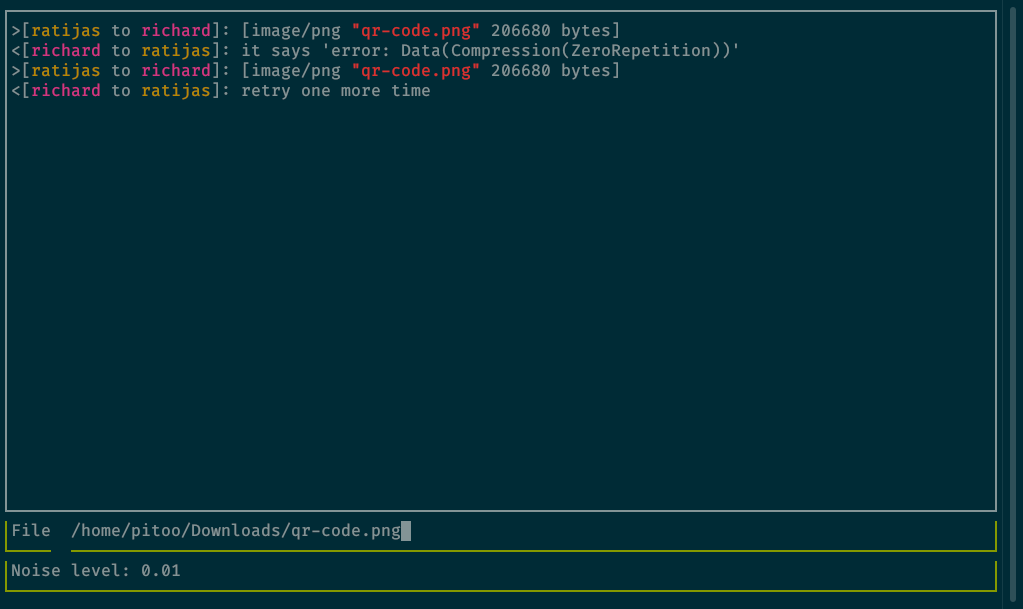 >[ratijas to richard]: [image/png "qr-code.png" 206680 bytes]
<[richard to ratijas]: it says 'error: Data(Compression(ZeroRepetition))'
>[ratijas to richard]: [image/png "qr-code.png" 206680 bytes]
<[richard to ratijas]: retry one more time
File /home/pitoo/Downloads/qr-code.png
Noise level: 0.01